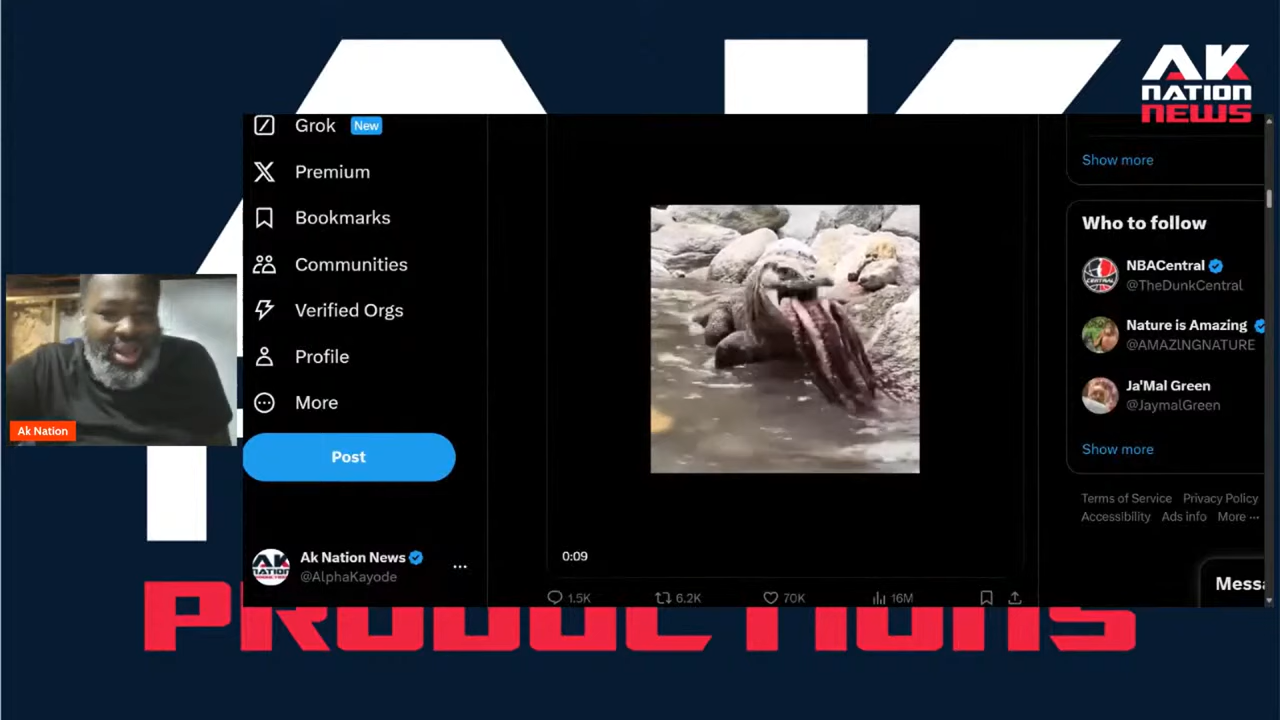 AK
NATION
NEWS
Grok New
Premium
Bookmarks
Communities
Verified Orgs
Profile
More
Post
Ak Nation News
@AlphaKayode
Ak Nation
0:09
1.5K 6.2K 70K 16M
Show more
Who to follow
NBACentral
@TheDunkCentral
Nature is Amazing
@AMAZlNGNATURE
Ja'Mal Green
@JaymalGreen
Show more
Terms of Service Privacy Policy
Accessibility Ads info More ...
Messa
PRODUCTIONS